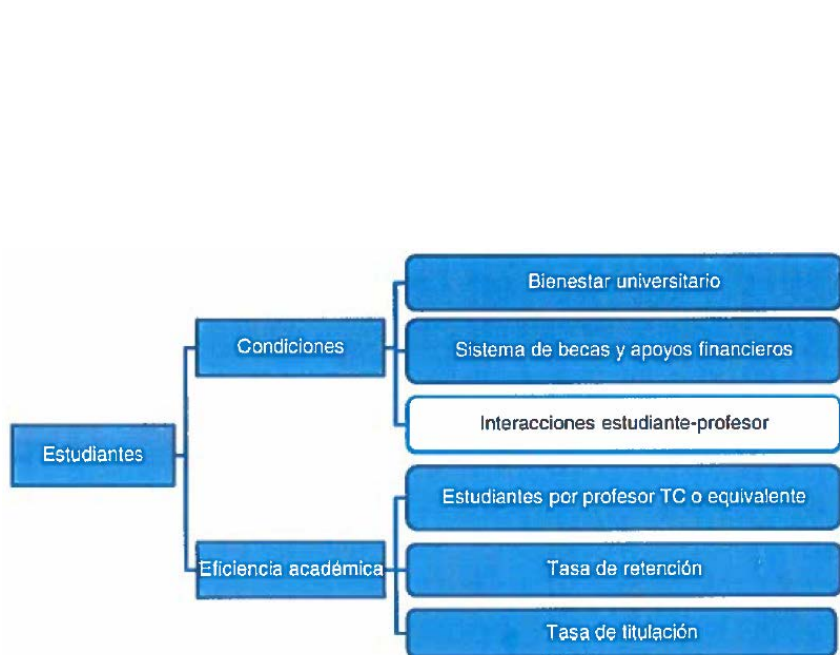 Estudiantes
Condiciones
Bienestar universitario
Sistema de becas y apoyos financieros
Interacciones estudiante-profesor
Eficiencia académica
Estudiantes por profesor TC o equivalente
Tasa de retención
Tasa de titulación